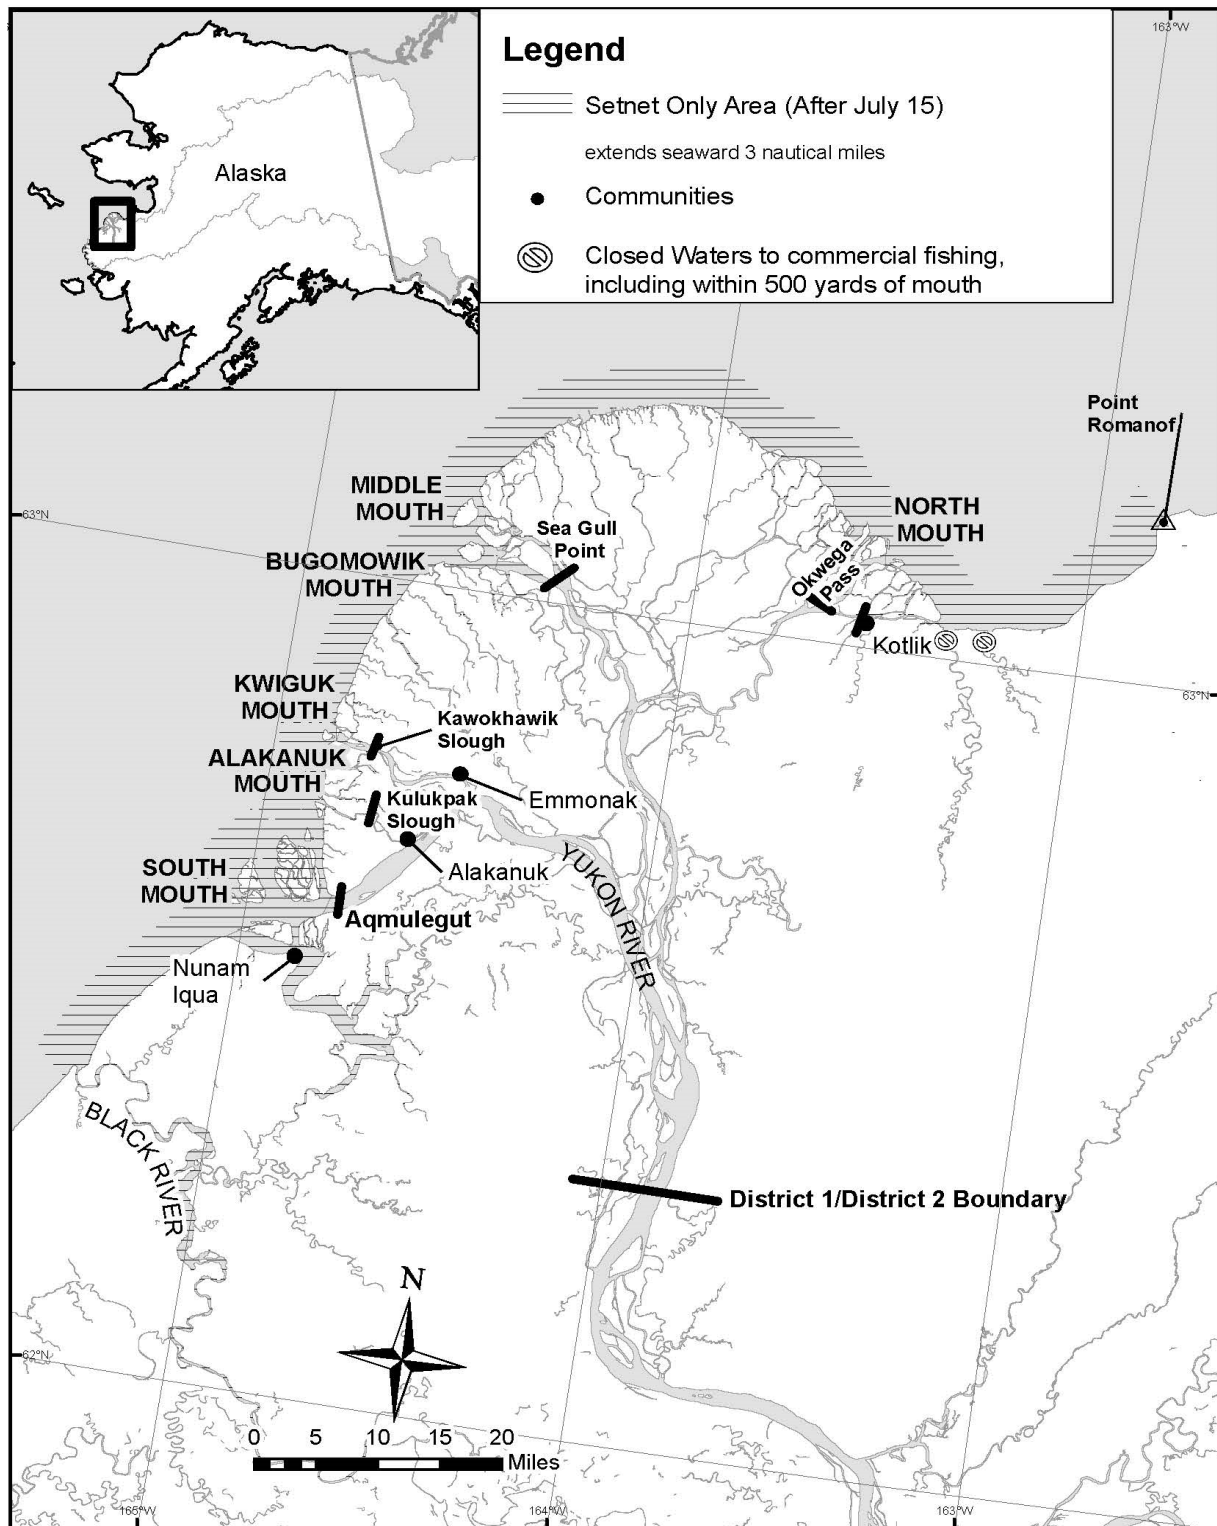 163°W
Legend
Setnet Only Area (After July 15)
extends seaward 3 nautical miles
Communities
Closed Waters to commercial fishing,
including within 500 yards of mouth
Alaska
Point
Romanof
MIDDLE
MOUTH
NORTH
MOUTH
63°N
Sea Gull
Point
BUGOMOWIK
MOUTH
Okwega
Pass
Kotlik
KWIGUK
MOUTH
63°N
Kawokhawik
Slough
ALAKANUK
MOUTH
Emmonak
Kulukpak
Slough
SOUTH
MOUTH
Alakanuk
YUKON RIVER
Aqmulegut
Nunam
Iqua
BLACK RIVER
District 1/District 2 Boundary
N
62°N
0 5 10 15 20
Miles
165°W
164°W
163°W